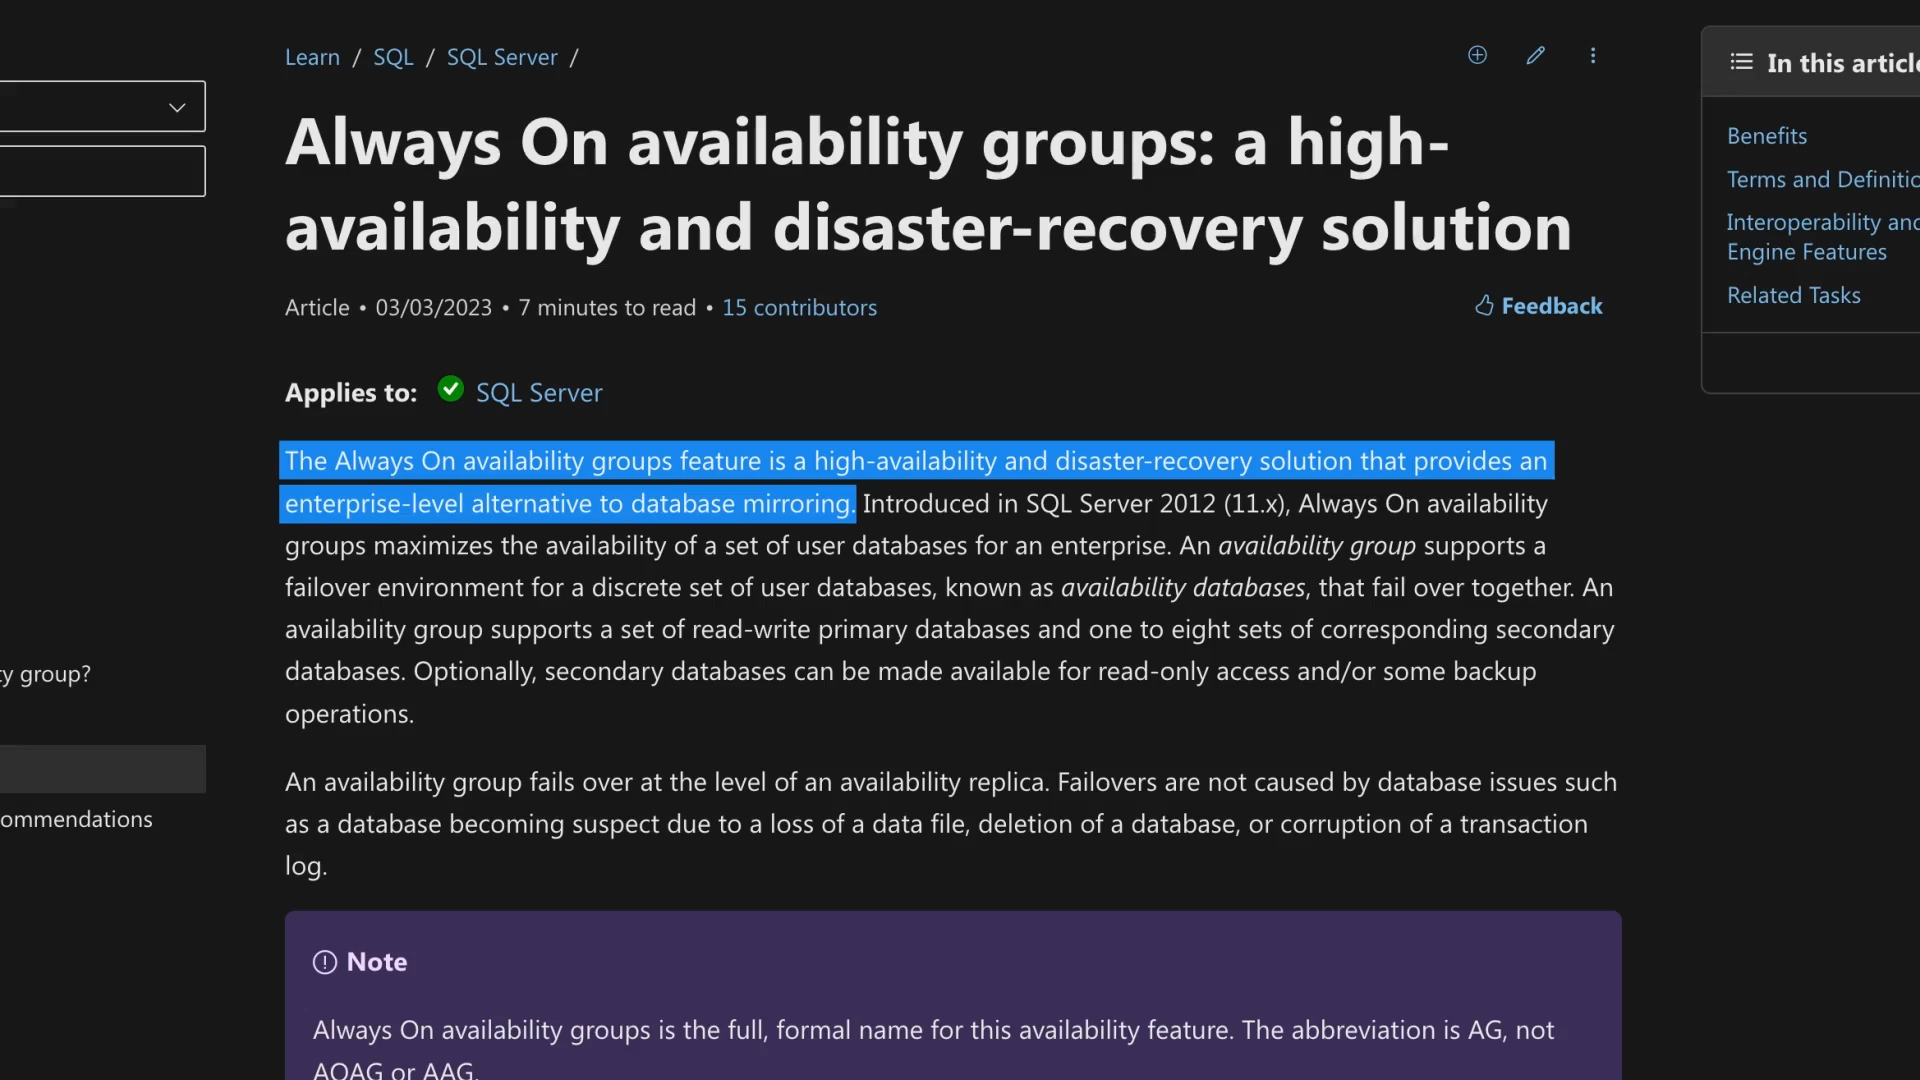 Learn / SQL / SQL Server /
Always On availability groups: a high-
availability and disaster-recovery solution
Article • 03/03/2023 • 7 minutes to read • 15 contributors
Feedback
Applies to: SQL Server
The Always On availability groups feature is a high-availability and disaster-recovery solution that provides an
enterprise-level alternative to database mirroring. Introduced in SQL Server 2012 (11.x), Always On availability
groups maximizes the availability of a set of user databases for an enterprise. An availability group supports a
failover environment for a discrete set of user databases, known as availability databases, that fail over together. An
availability group supports a set of read-write primary databases and one to eight sets of corresponding secondary
databases. Optionally, secondary databases can be made available for read-only access and/or some backup
operations.
An availability group fails over at the level of an availability replica. Failovers are not caused by database issues such
as a database becoming suspect due to a loss of a data file, deletion of a database, or corruption of a transaction
log.
Note
Always On availability groups is the full, formal name for this availability feature. The abbreviation is AG, not
AOAG or AAG.
ty group?
ommendations
In this article
Benefits
Terms and Definitio
Interoperability and
Engine Features
Related Tasks